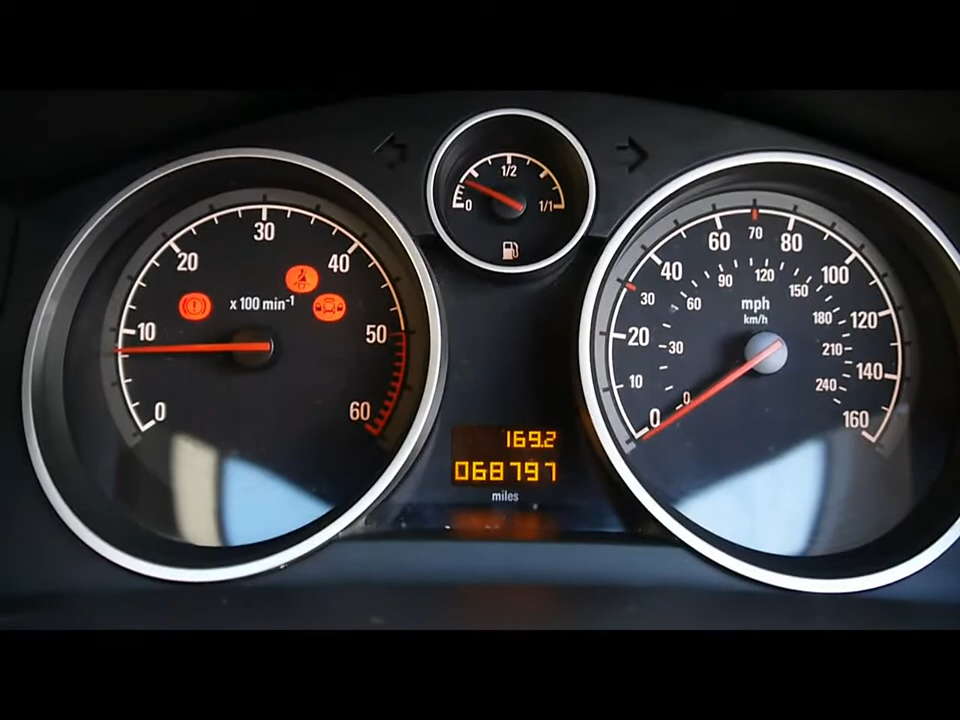 1/2
0 1/1
0 10 20 30 40 50 60
x 100 min-1
0 10 20 30 40 60 70 80 100 120 140 160
mph
km/h
0 30 60 90 120 150 180 210 240
169.2
068797
miles